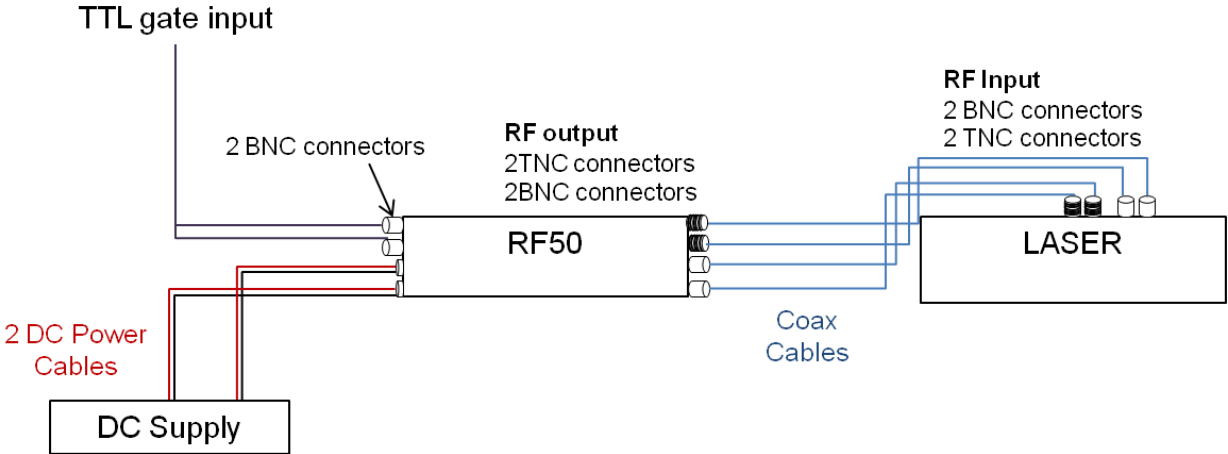 TTL gate input
RF Input
2 BNC connectors
2 TNC connectors
RF output
2TNC connectors
2BNC connectors
2 BNC connectors
RF50
LASER
Coax
Cables
2 DC Power
Cables
DC Supply